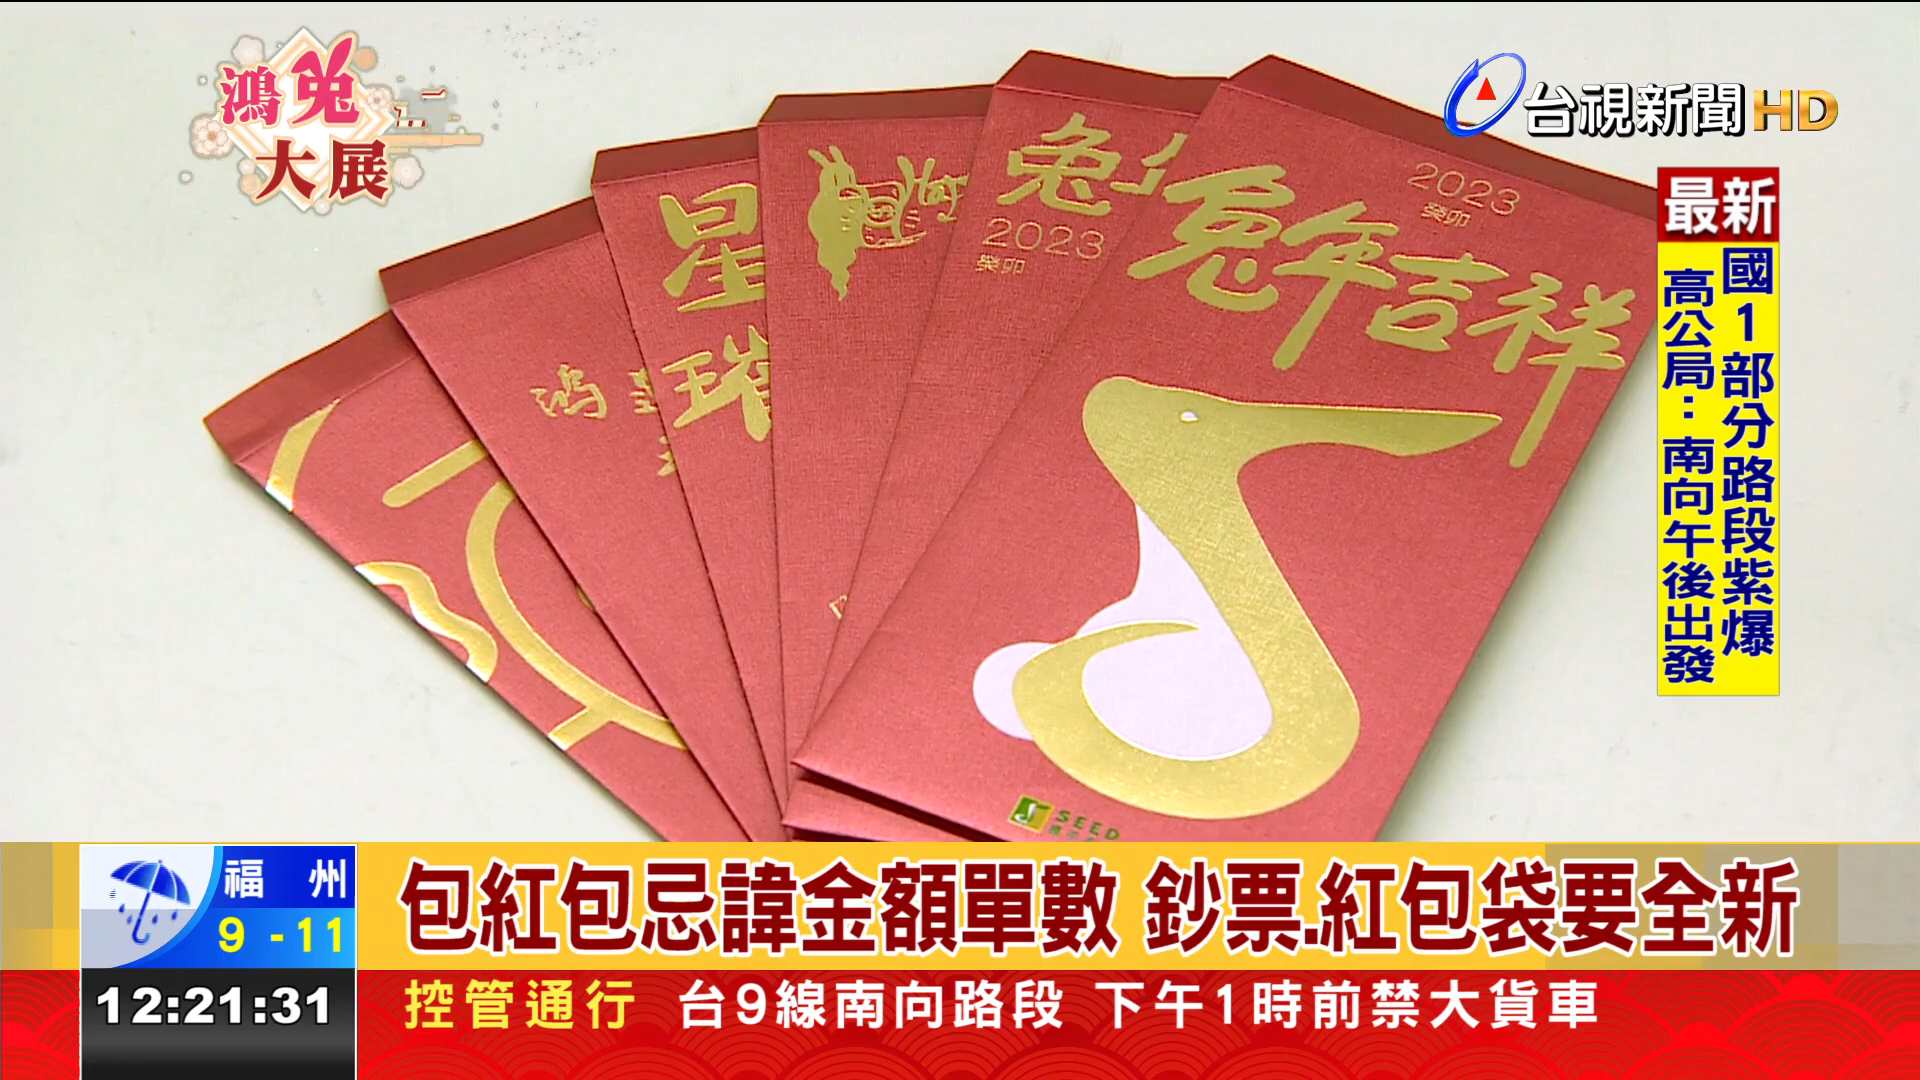 鴻兔
大展
台視新聞HD
最新
國1部分路段紫爆
高公局：南向午後出發
2023
癸卯
兔年吉祥
兔
2023
癸卯
星
璀
鴻
SEED
福 州
9 - 11
12:21:31
包紅包忌諱金額單數 鈔票.紅包袋要全新
控管通行 台9線南向路段 下午1時前禁大貨車